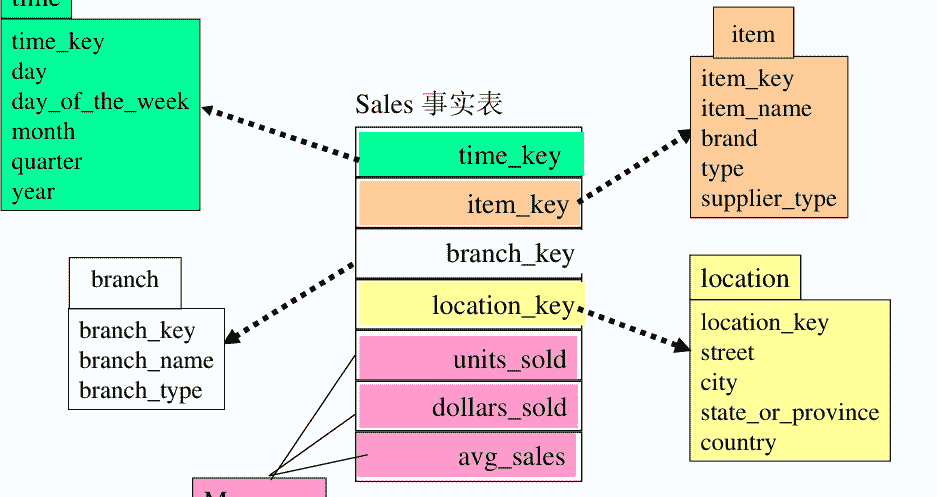 time
time_key
day
day_of_the_week
month
quarter
year
item
item_key
item_name
brand
type
supplier_type
Sales 事实表
time_key
item_key
branch_key
location_key
units_sold
dollars_sold
avg_sales
branch
branch_key
branch_name
branch_type
location
location_key
street
city
state_or_province
country